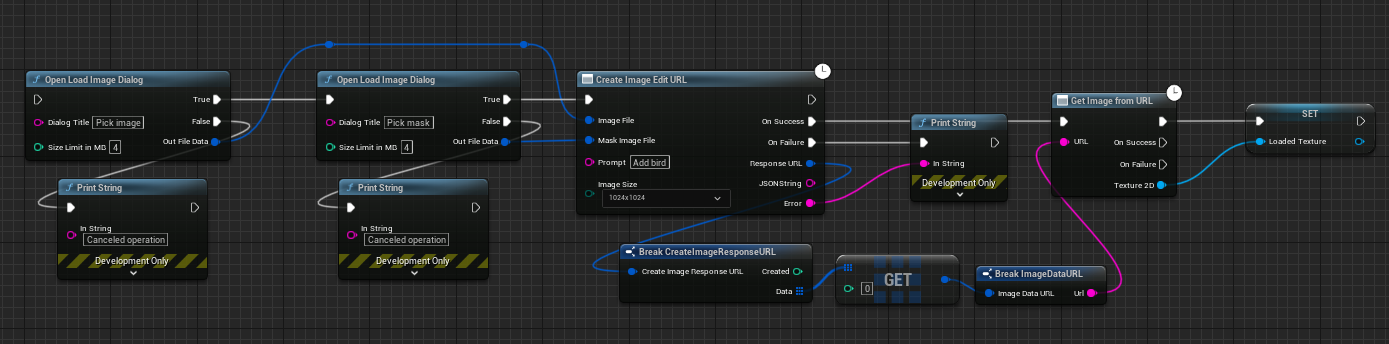 Open Load Image Dialog
True
Dialog Title Pick image
False
Size Limit in MB 4
Out File Data
Print String
In String
Canceled operation
Development Only
Open Load Image Dialog
True
Dialog Title Pick mask
False
Size Limit in MB 4
Out File Data
Print String
In String
Canceled operation
Development Only
Create Image Edit URL
Image File
On Success
Mask Image File
On Failure
Prompt Add bird
Response URL
Image Size
1024x1024
JSONString
Error
Break CreateImageResponseURL
Create Image Response URL
Created
Data
0
GET
Print String
In String
Development Only
Break ImageDataURL
Image Data URL
Url
Get Image from URL
URL
On Success
On Failure
Texture 2D
SET
Loaded Texture